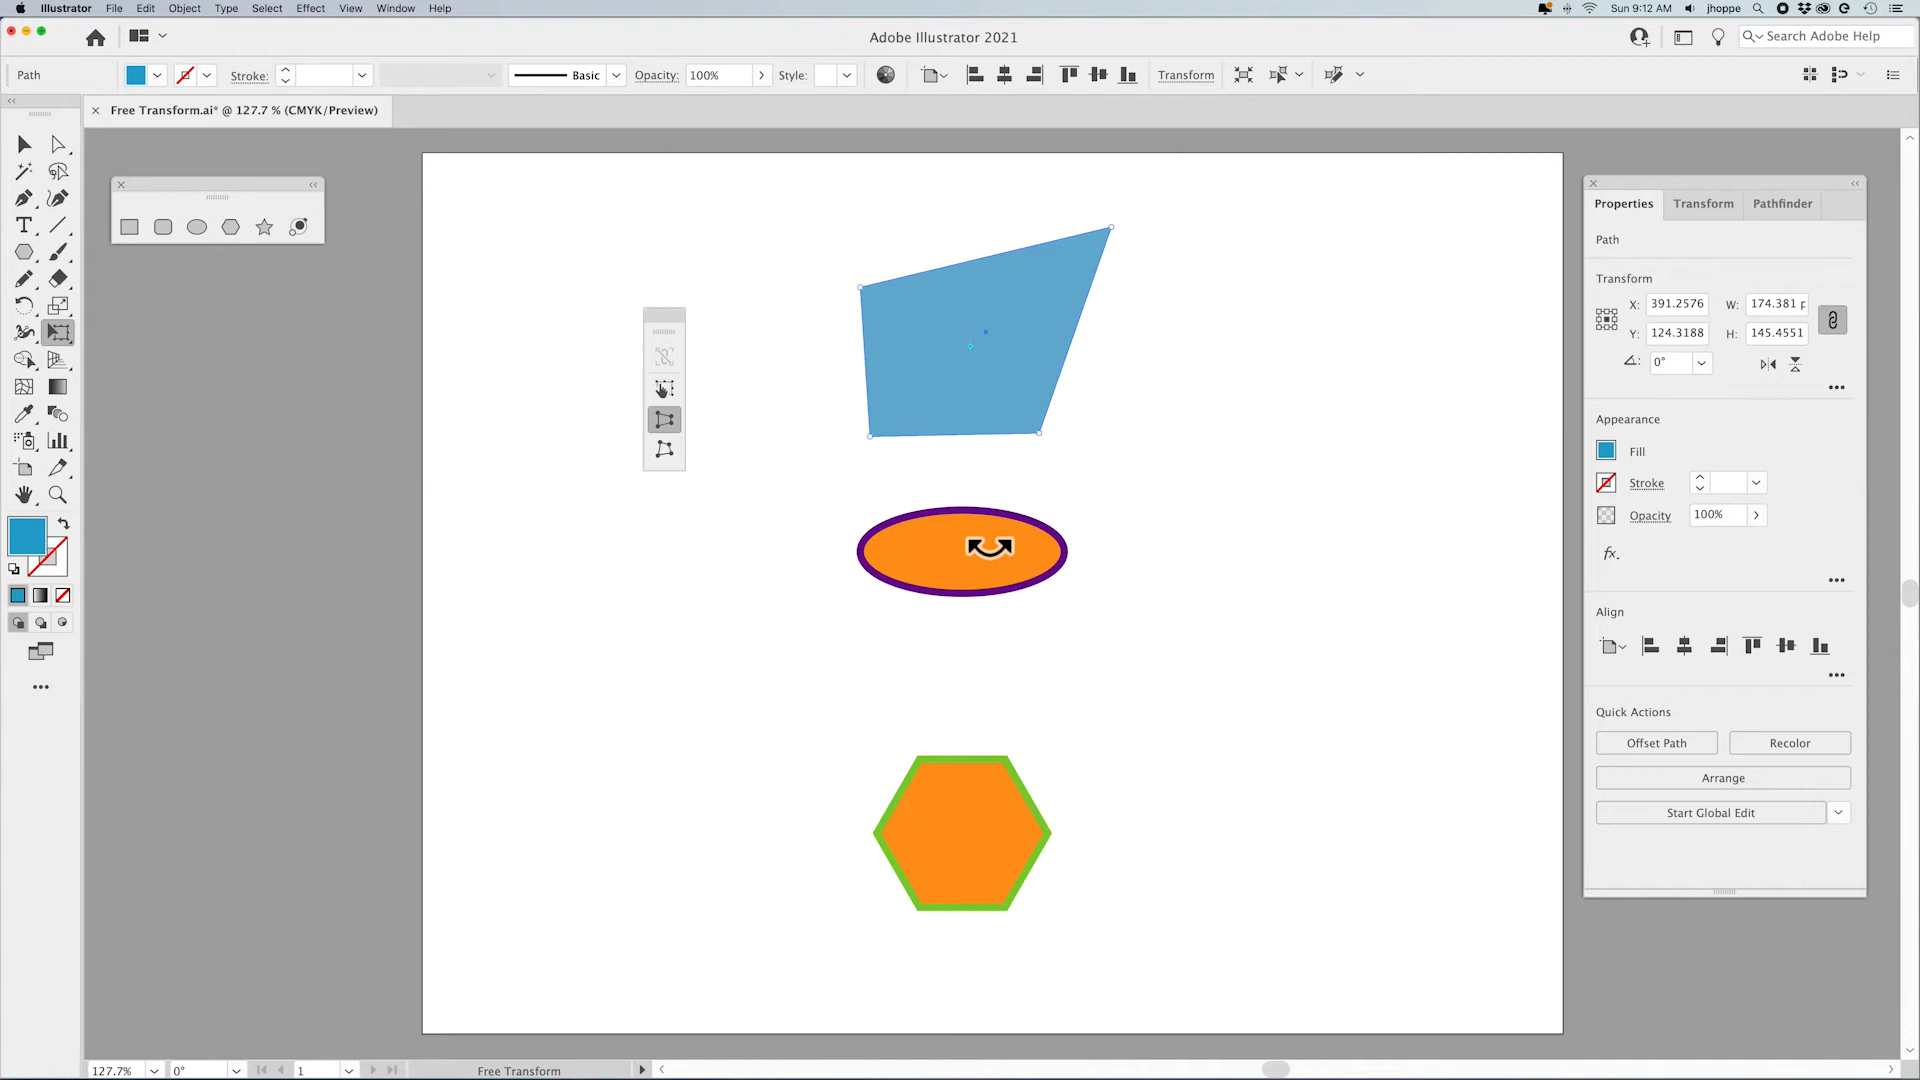 Illustrator File Edit Object Type Select Effect View Window Help
Sun 9:12 AM jhoppe
Adobe Illustrator 2021
Search Adobe Help
Path
Stroke:
Basic
Opacity: 100%
Style:
Transform
Free Transform.ai* @ 127.7 % (CMYK/Preview)
Properties Transform Pathfinder
Path
Transform
X: 391.2576 W: 174.381 p
Y: 124.3188 H: 145.4551
0°
Appearance
Fill
Stroke
Opacity 100%
fx.
Align
Quick Actions
Offset Path Recolor
Arrange
Start Global Edit
127.7% 0° 1 Free Transform